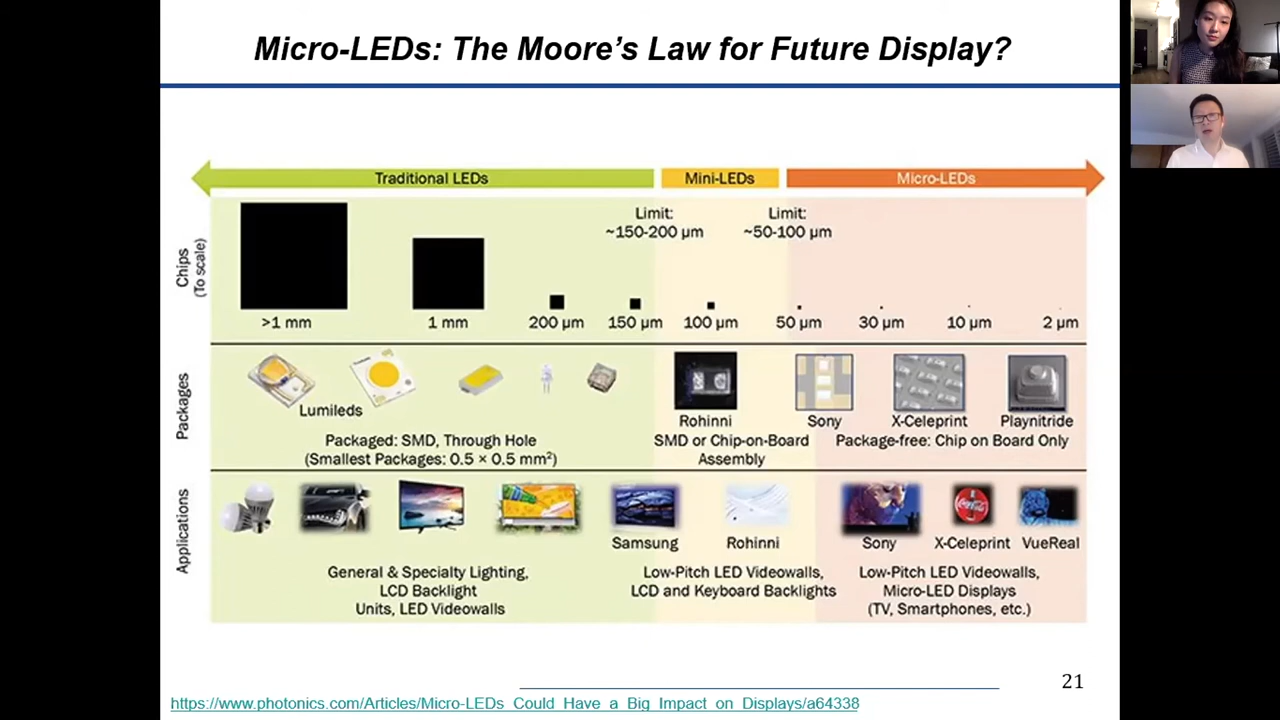 Micro-LEDs: The Moore's Law for Future Display?
Traditional LEDs
Mini-LEDs
Micro-LEDs
Chips
(To scale)
Limit:
~150-200 µm
Limit:
~50-100 µm
>1 mm
1 mm
200 µm
150 µm
100 µm
50 µm
30 µm
10 µm
2 µm
Packages
Lumileds
Packaged: SMD, Through Hole
(Smallest Packages: 0.5 × 0.5 mm²)
Rohinni
SMD or Chip-on-Board
Assembly
Sony
X-Celeprint
Playnitride
Package-free: Chip on Board Only
Applications
General & Specialty Lighting,
LCD Backlight
Units, LED Videowalls
Samsung
Rohinni
Low-Pitch LED Videowalls,
LCD and Keyboard Backlights
Sony
Coca-Cola
X-Celeprint
VueReal
Low-Pitch LED Videowalls,
Micro-LED Displays
(TV, Smartphones, etc.)
21
https://www.photonics.com/Articles/Micro-LEDs_Could_Have_a_Big_Impact_on_Displays/a64338